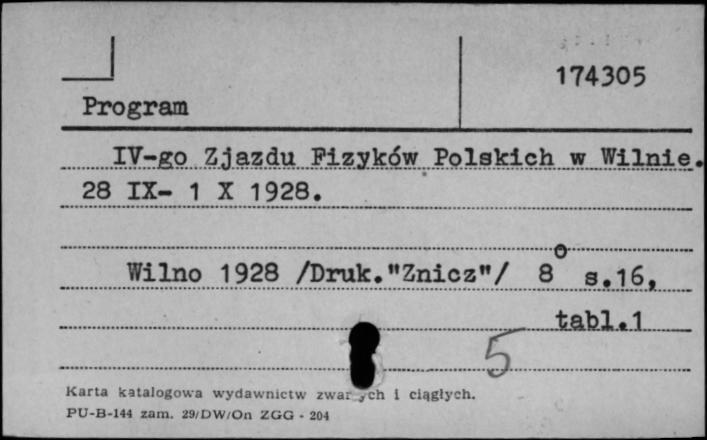 174305
Program
IV-go Zjazdu Fizyków Polskich w Wilnie.
28 IX- 1 X 1928.
Wilno 1928 /Druk."Znicz"/ 8° s.16,
tabl.1
5
Karta katalogowa wydawnictw i ciągłych.
PU-B-144 zam. 29/DW/On ZGG - 204